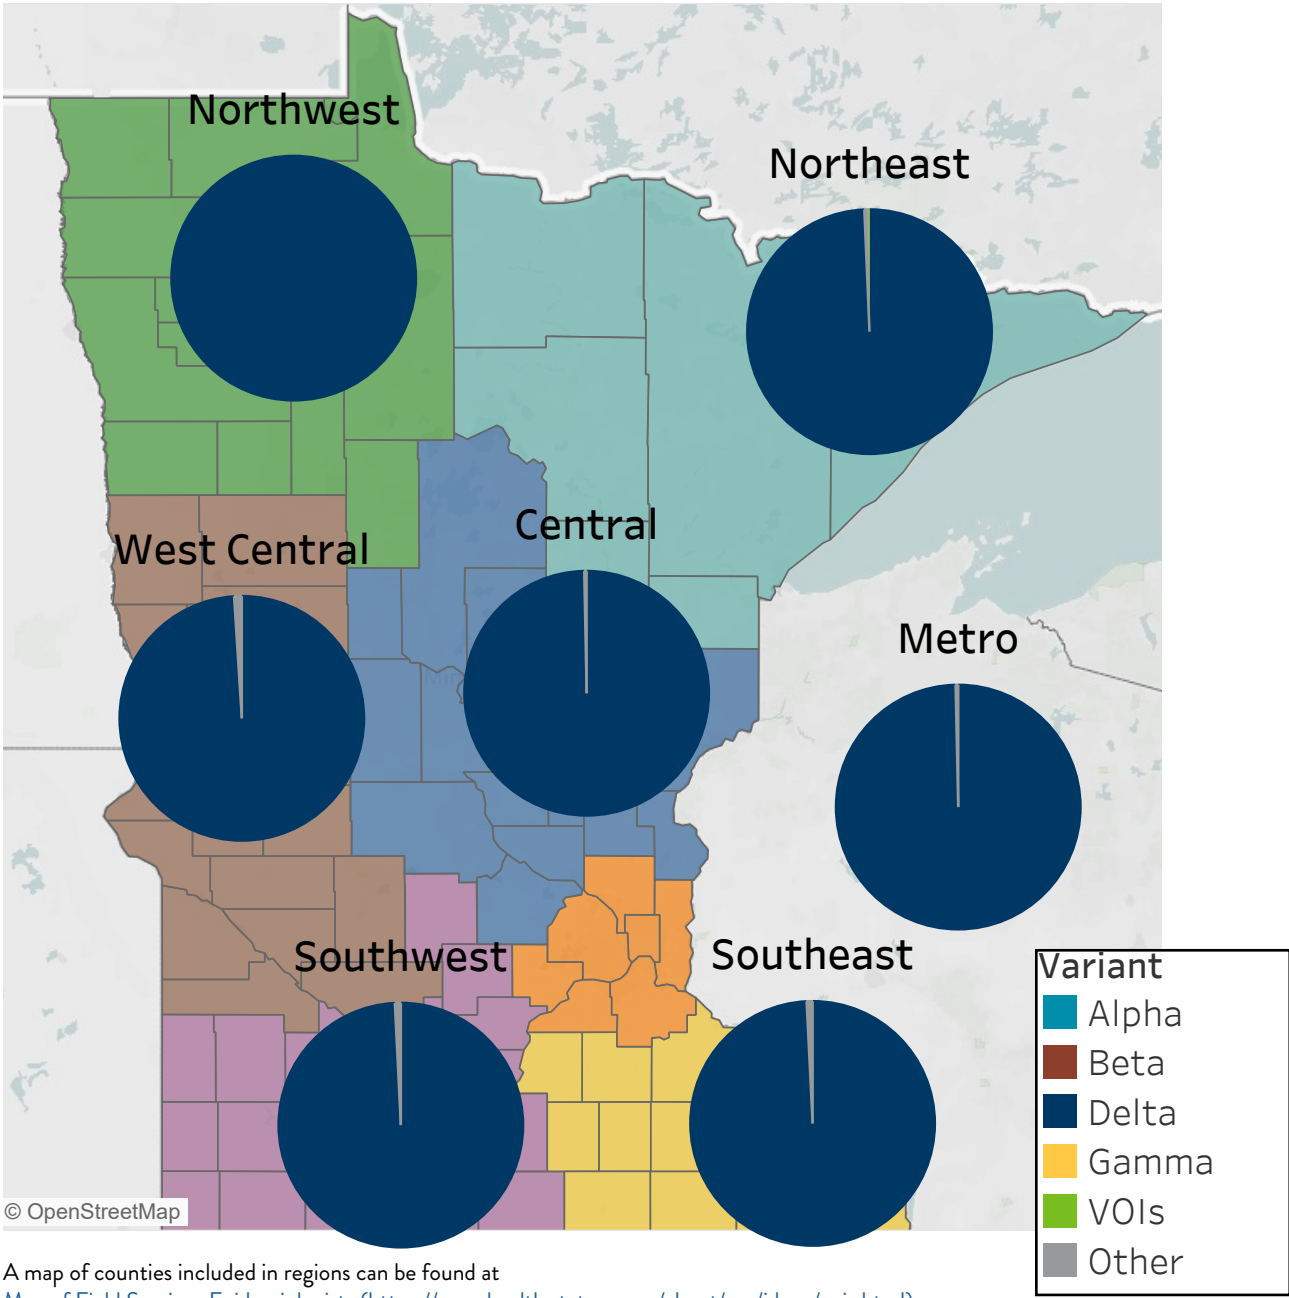 Northwest
Northeast
West Central
Central
Metro
Southwest
Southeast
Variant
Alpha
Beta
Delta
Gamma
VOIs
Other
© OpenStreetMap
A map of counties included in regions can be found at